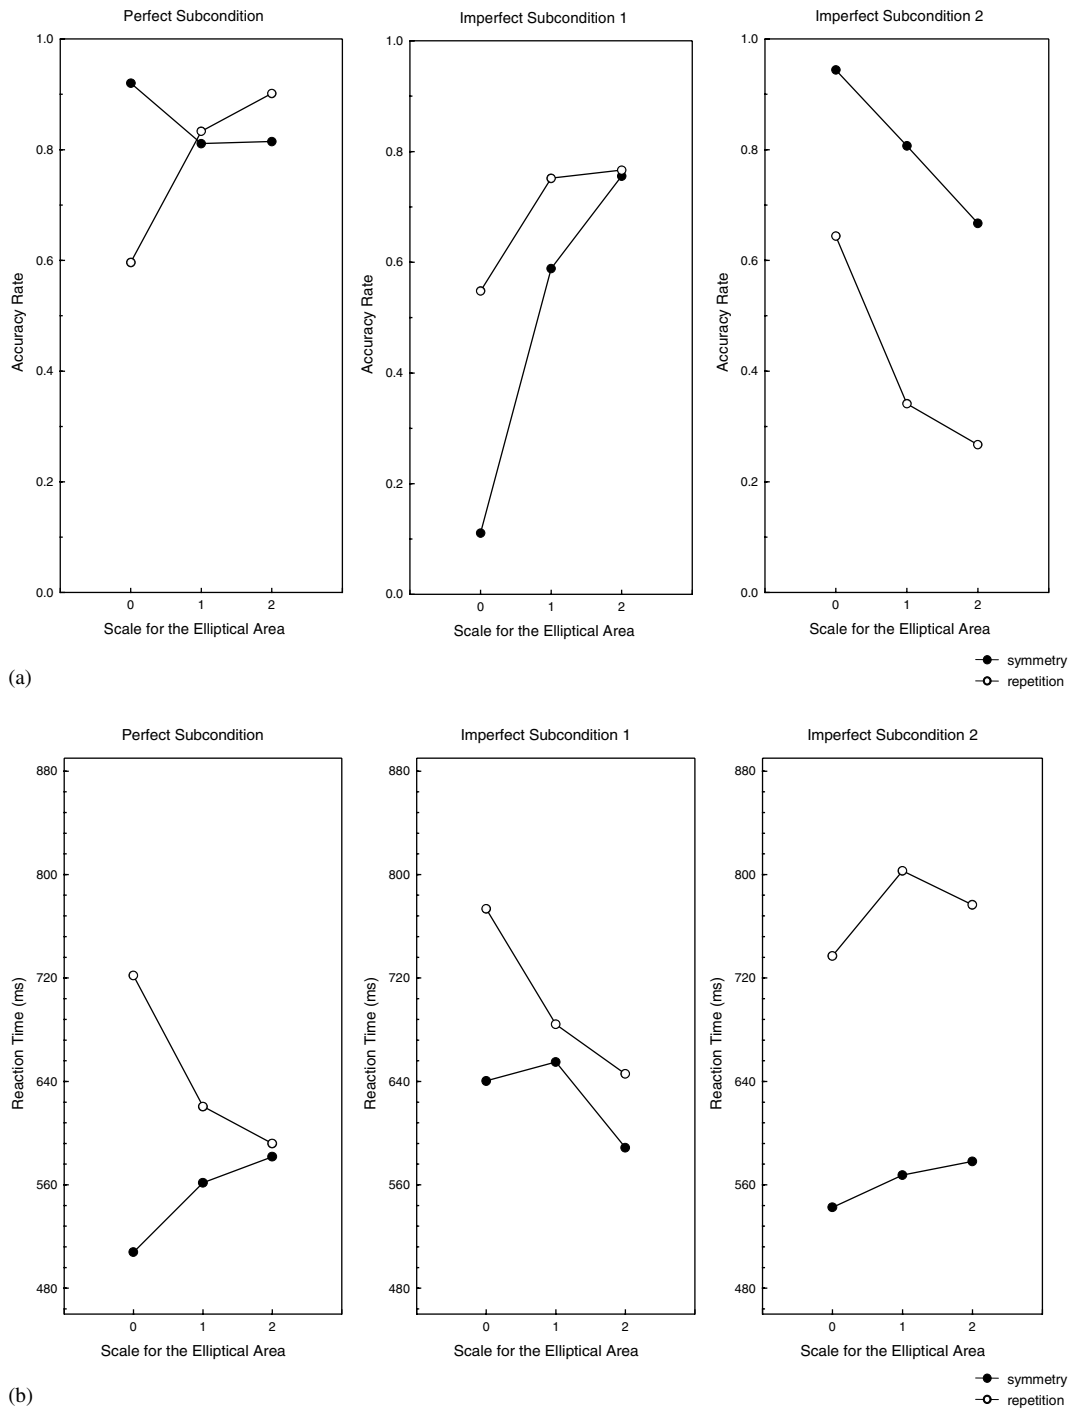 Perfect Subcondition
1.0
0.8
0.6
0.4
0.2
0.0
Accuracy Rate
0 1 2
Scale for the Elliptical Area
Imperfect Subcondition 1
1.0
0.8
0.6
0.4
0.2
0.0
Accuracy Rate
0 1 2
Scale for the Elliptical Area
Imperfect Subcondition 2
1.0
0.8
0.6
0.4
0.2
0.0
Accuracy Rate
0 1 2
Scale for the Elliptical Area
symmetry
repetition
(a)
Perfect Subcondition
880
800
720
640
560
480
Reaction Time (ms)
0 1 2
Scale for the Elliptical Area
Imperfect Subcondition 1
880
800
720
640
560
480
Reaction Time (ms)
0 1 2
Scale for the Elliptical Area
Imperfect Subcondition 2
880
800
720
640
560
480
Reaction Time (ms)
0 1 2
Scale for the Elliptical Area
symmetry
repetition
(b)